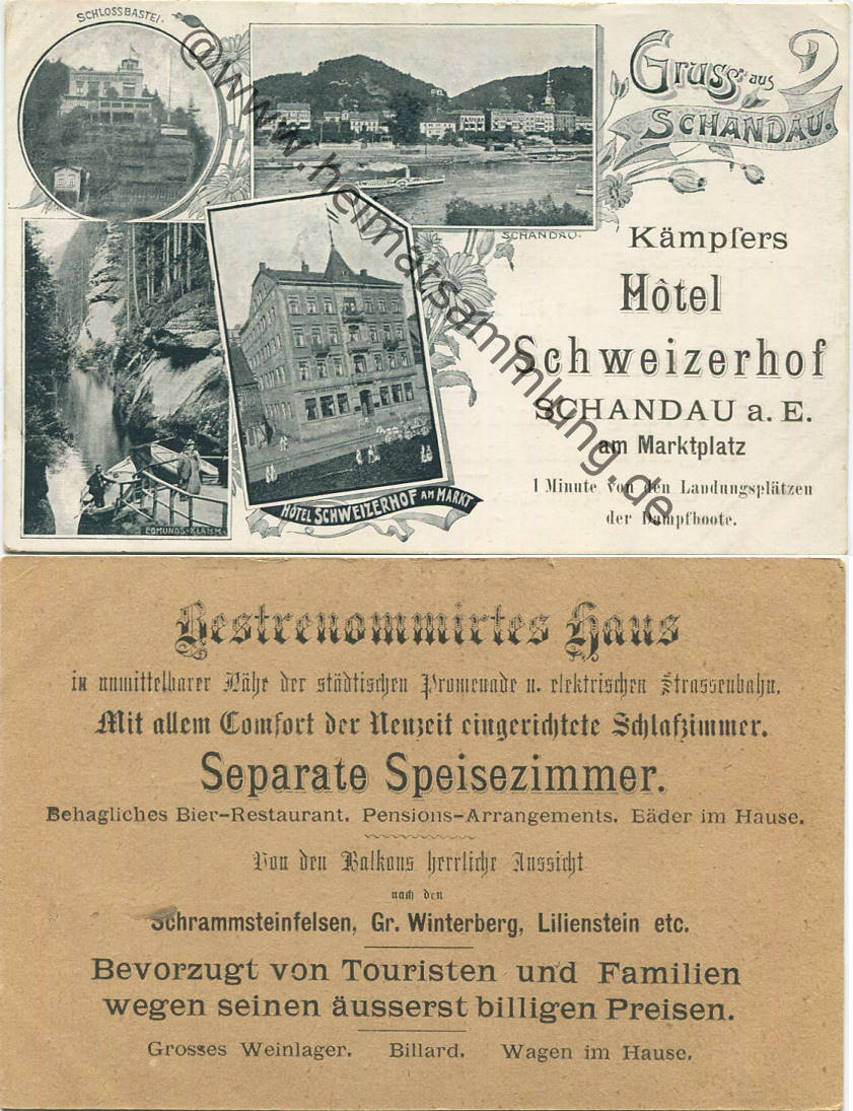 SCHLOSSBASTEI.
Gruss aus
SCHANDAU.
SCHANDAU.
Kämpfers
Hôtel
Schweizerhof
SCHANDAU a. E.
am Marktplatz
1 Minute von den Landungsplätzen
der Dampfboote.
EDMUNDS-KLAMM.
HÔTEL SCHWEIZERHOF AM MARKT
@www.heimatsammlung.de
Bestrenommirtes Haus
in unmittelbarer Nähe der städtischen Promenade u. elektrischen Strassenbahn.
Mit allem Comfort der Neuzeit eingerichtete Schlafzimmer.
Separate Speisezimmer.
Behagliches Bier-Restaurant. Pensions-Arrangements. Bäder im Hause.
Von den Balkons herrliche Aussicht
nach den
Schrammsteinfelsen, Gr. Winterberg, Lilienstein etc.
Bevorzugt von Touristen und Familien
wegen seinen äusserst billigen Preisen.
Grosses Weinlager. Billard. Wagen im Hause.